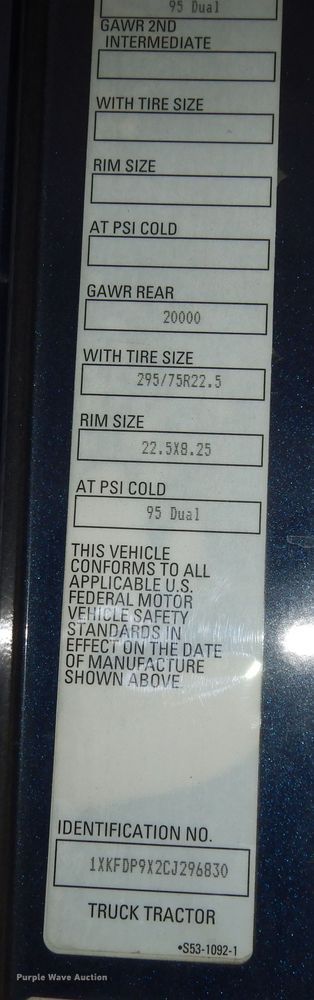 95 Dual
GAWR 2ND
INTERMEDIATE
WITH TIRE SIZE
RIM SIZE
AT PSI COLD
GAWR REAR
20000
WITH TIRE SIZE
295/75R22.5
RIM SIZE
22.5X8.25
AT PSI COLD
95 Dual
THIS VEHICLE
CONFORMS TO ALL
APPLICABLE U.S.
FEDERAL MOTOR
VEHICLE SAFETY
STANDARDS IN
EFFECT ON THE DATE
OF MANUFACTURE
SHOWN ABOVE.
IDENTIFICATION NO.
1XKFDP9X2CJ296830
TRUCK TRACTOR
•S53-1092-1
Purple Wave Auction